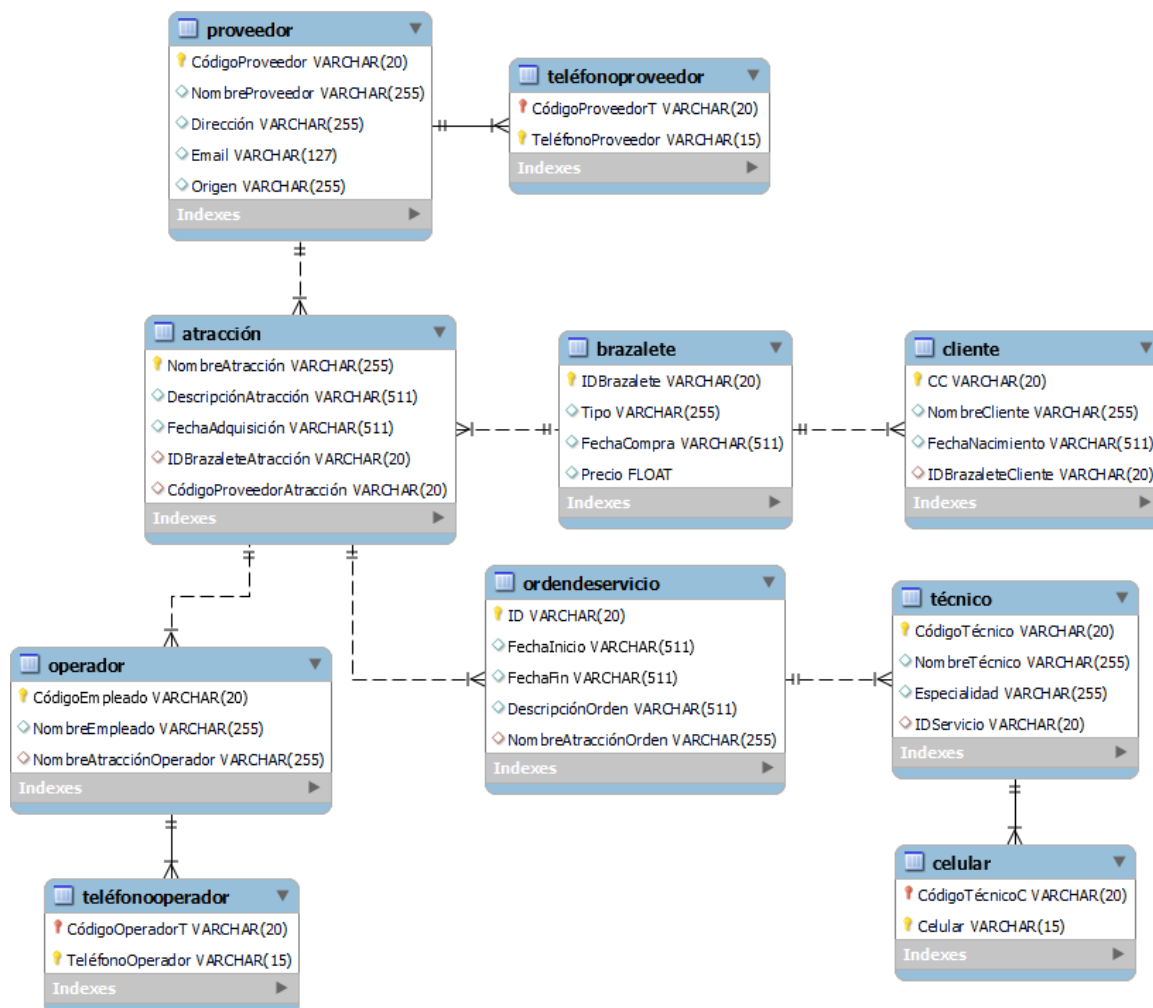 proveedor
CódigoProveedor VARCHAR(20)
NombreProveedor VARCHAR(255)
Dirección VARCHAR(255)
Email VARCHAR(127)
Origen VARCHAR(255)
Indexes
teléfonoproveedor
CódigoProveedorT VARCHAR(20)
TeléfonoProveedor VARCHAR(15)
Indexes
atracción
NombreAtracción VARCHAR(255)
DescripciónAtracción VARCHAR(511)
FechaAdquisición VARCHAR(511)
IDBrazaleteAtracción VARCHAR(20)
CódigoProveedorAtracción VARCHAR(20)
Indexes
brazalete
IDBrazalete VARCHAR(20)
Tipo VARCHAR(255)
FechaCompra VARCHAR(511)
Precio FLOAT
Indexes
cliente
CC VARCHAR(20)
NombreCliente VARCHAR(255)
FechaNacimiento VARCHAR(511)
IDBrazaleteCliente VARCHAR(20)
Indexes
ordendeservicio
ID VARCHAR(20)
FechaInicio VARCHAR(511)
FechaFin VARCHAR(511)
DescripciónOrden VARCHAR(511)
NombreAtracciónOrden VARCHAR(255)
Indexes
técnico
CódigoTécnico VARCHAR(20)
NombreTécnico VARCHAR(255)
Especialidad VARCHAR(255)
IDServicio VARCHAR(20)
Indexes
operador
CódigoEmpleado VARCHAR(20)
NombreEmpleado VARCHAR(255)
NombreAtracciónOperador VARCHAR(255)
Indexes
teléfonooperador
CódigoOperadorT VARCHAR(20)
TeléfonoOperador VARCHAR(15)
Indexes
celular
CódigoTécnicoC VARCHAR(20)
Celular VARCHAR(15)
Indexes